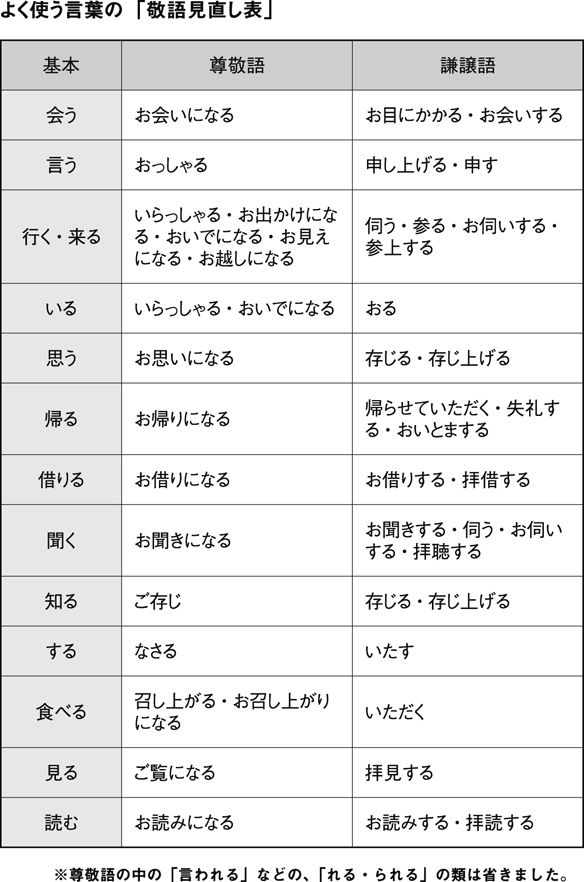 よく使う言葉の「敬語見直し表」
基本 尊敬語 謙譲語
会う お会いになる お目にかかる・お会いする
言う おっしゃる 申し上げる・申す
行く・来る
いらっしゃる・お出かけにな
る・おいでになる・お見え
になる・お越しになる
伺う・参る・お伺いする・
参上する
いる いらっしゃる・おいでになる おる
思う お思いになる 存じる・存じ上げる
帰る お帰りになる
帰らせていただく・失礼す
る・おいとまする
借りる お借りになる お借りする・拝借する
聞く お聞きになる
お聞きする・伺う・お伺い
する・拝聴する
知る ご存じ 存じる・存じ上げる
する なさる いたす
食べる
召し上がる・お召し上がり
になる
いただく
見る ご覧になる 拝見する
読む お読みになる お読みする・拝読する
※尊敬語の中の「言われる」などの、「れる・られる」の類は省きました。